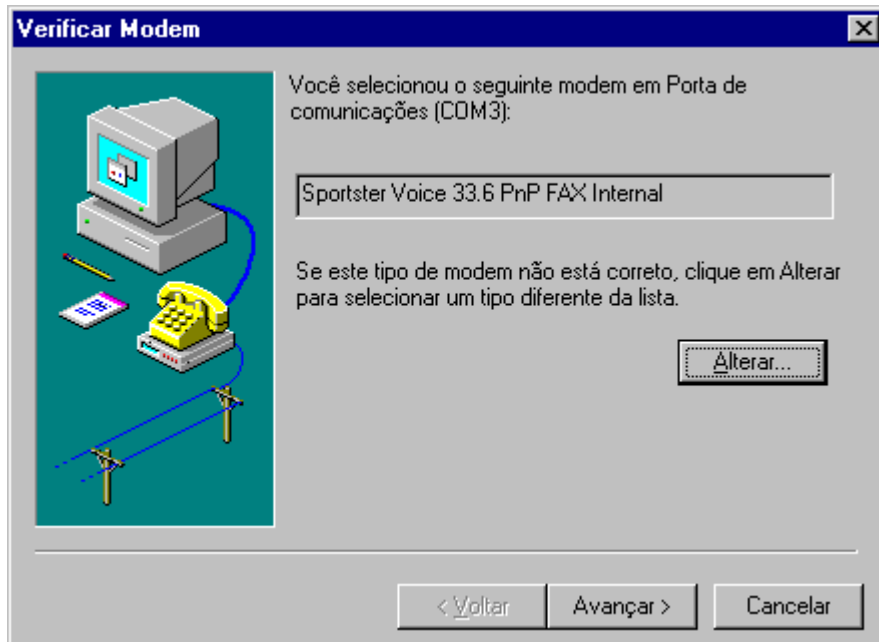 Verificar Modem
Você selecionou o seguinte modem em Porta de
comunicações (COM3):
Sportster Voice 33.6 PnP FAX Internal
Se este tipo de modem não está correto, clique em Alterar
para selecionar um tipo diferente da lista.
Alterar...
< Voltar
Avançar >
Cancelar